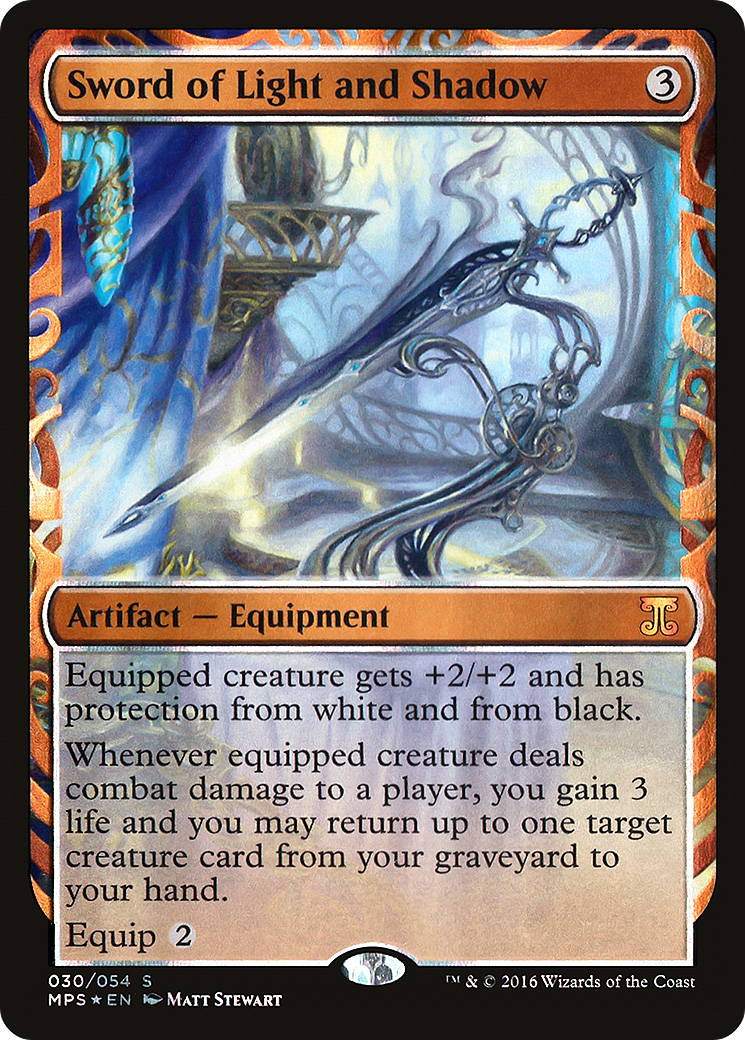 Sword of Light and Shadow 3
Artifact — Equipment
Equipped creature gets +2/+2 and has
protection from white and from black.
Whenever equipped creature deals
combat damage to a player, you gain 3
life and you may return up to one target
creature card from your graveyard to
your hand.
Equip 2
030/054 S
MPS★EN Matt Stewart
™ & © 2016 Wizards of the Coast